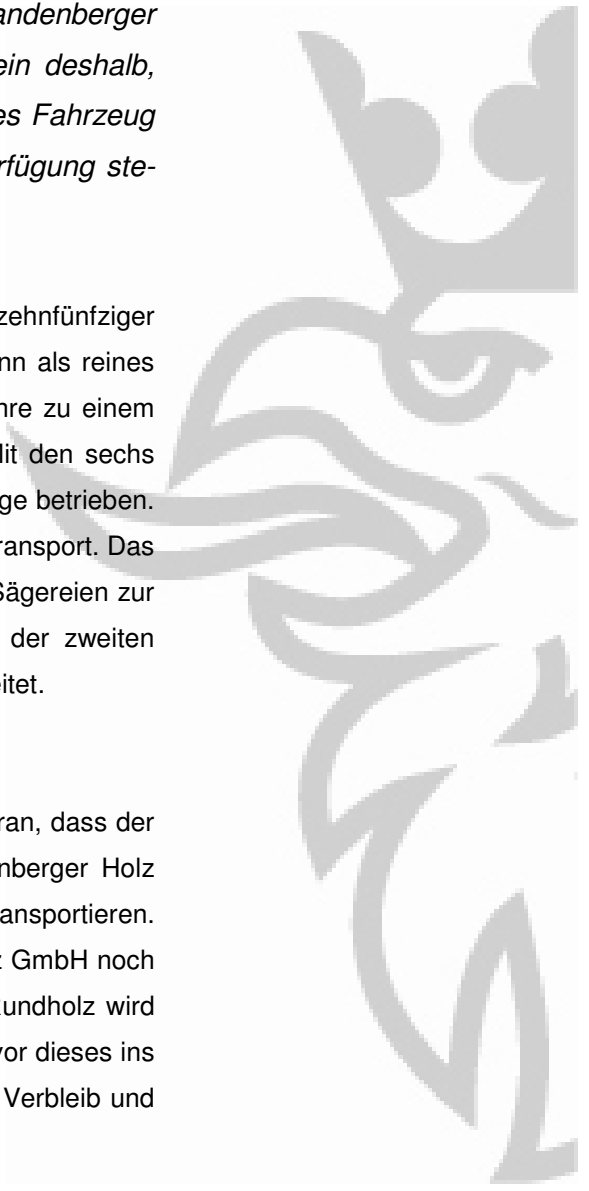 andenberger
ein deshalb,
es Fahrzeug
rfügung ste-
zehnfünfziger
nn als reines
hre zu einem
lit den sechs
ge betrieben.
ransport. Das
Sägereien zur
der zweiten
itet.
ran, dass der
nberger Holz
ansportieren.
z GmbH noch
undholz wird
vor dieses ins
Verbleib und